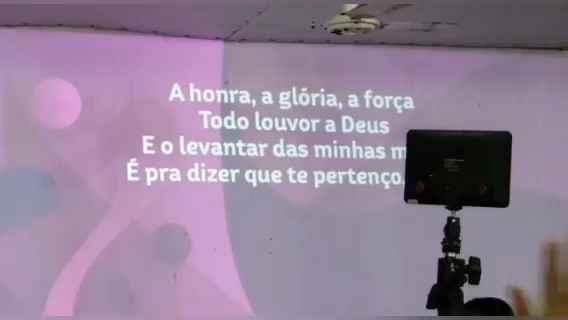 A honra, a glória, a força
Todo louvor a Deus
E o levantar das minhas
É pra dizer que te pertenço